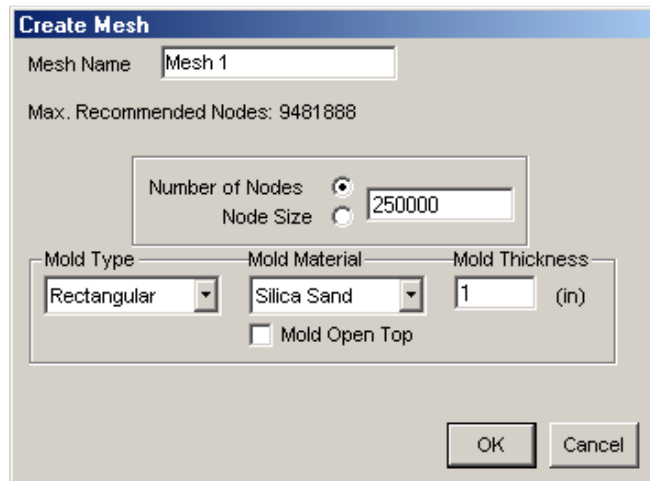 Create Mesh
Mesh Name Mesh 1
Max. Recommended Nodes: 9481888
Number of Nodes
Node Size
250000
Mold Type Mold Material Mold Thickness
Rectangular Silica Sand 1 (in)
Mold Open Top
OK Cancel